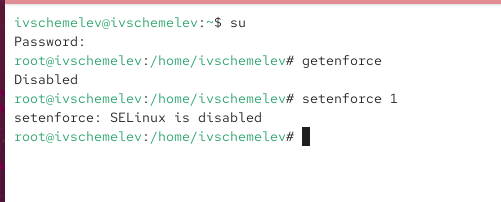 ivschemelev@ivschemelev:~$ su
Password:
root@ivschemelev:/home/ivschemelev# getenforce
Disabled
root@ivschemelev:/home/ivschemelev# setenforce 1
setenforce: SELinux is disabled
root@ivschemelev:/home/ivschemelev#